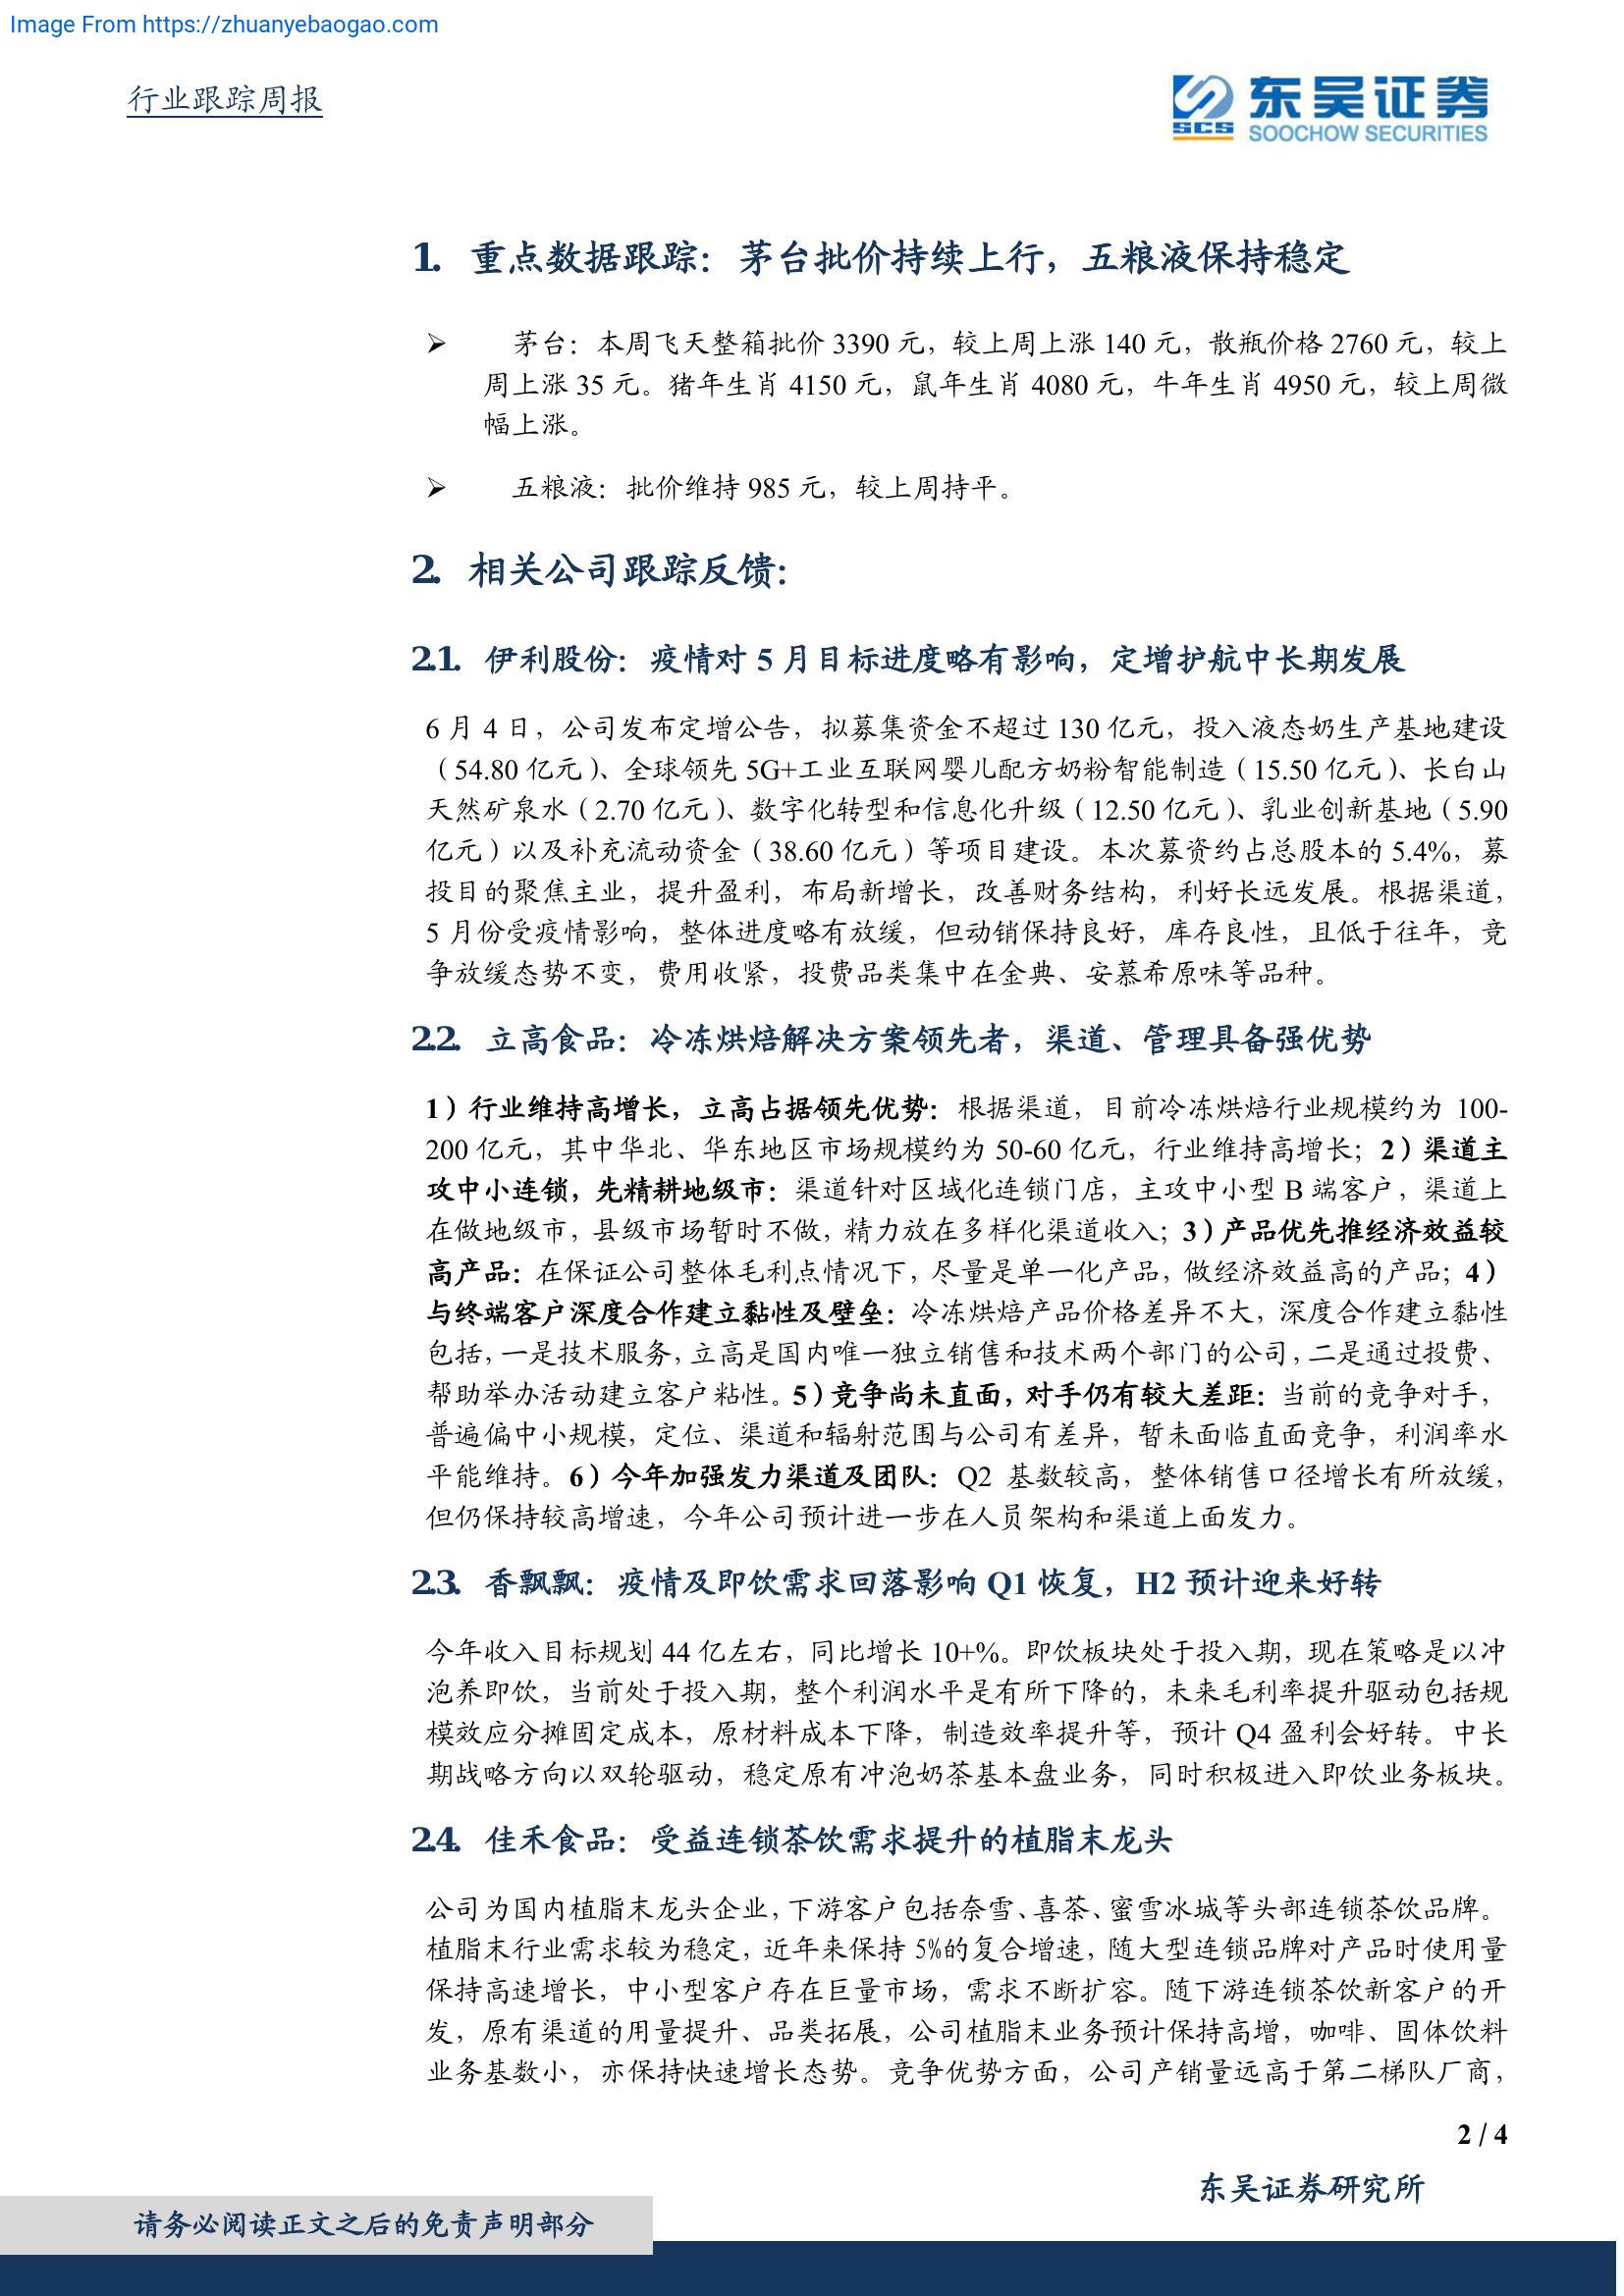 Image From https://zhuanyebaogao.com
行业跟踪周报
SCS
东吴证券
SOOCHOW SECURITIES
1. 重点数据跟踪：茅台批价持续上行，五粮液保持稳定
➢ 茅台：本周飞天整箱批价 3390 元，较上周上涨 140 元，散瓶价格 2760 元，较上
周上涨 35 元。猪年生肖 4150 元，鼠年生肖 4080 元，牛年生肖 4950 元，较上周微
幅上涨。
➢ 五粮液：批价维持 985 元，较上周持平。
2. 相关公司跟踪反馈：
2.1. 伊利股份：疫情对 5 月目标进度略有影响，定增护航中长期发展
6 月 4 日，公司发布定增公告，拟募集资金不超过 130 亿元，投入液态奶生产基地建设
（54.80 亿元）、全球领先 5G+工业互联网婴儿配方奶粉智能制造（15.50 亿元）、长白山
天然矿泉水（2.70 亿元）、数字化转型和信息化升级（12.50 亿元）、乳业创新基地（5.90
亿元）以及补充流动资金（38.60 亿元）等项目建设。本次募资约占总股本的 5.4%，募
投目的聚焦主业，提升盈利，布局新增长，改善财务结构，利好长远发展。根据渠道，
5 月份受疫情影响，整体进度略有放缓，但动销保持良好，库存良性，且低于往年，竞
争放缓态势不变，费用收紧，投费品类集中在金典、安慕希原味等品种。
2.2. 立高食品：冷冻烘焙解决方案领先者，渠道、管理具备强优势
1）行业维持高增长，立高占据领先优势：根据渠道，目前冷冻烘焙行业规模约为 100-
200 亿元，其中华北、华东地区市场规模约为 50-60 亿元，行业维持高增长；2）渠道主
攻中小连锁，先精耕地级市：渠道针对区域化连锁门店，主攻中小型 B 端客户，渠道上
在做地级市，县级市场暂时不做，精力放在多样化渠道收入；3）产品优先推经济效益较
高产品：在保证公司整体毛利点情况下，尽量是单一化产品，做经济效益高的产品；4）
与终端客户深度合作建立黏性及壁垒：冷冻烘焙产品价格差异不大，深度合作建立黏性
包括，一是技术服务，立高是国内唯一独立销售和技术两个部门的公司，二是通过投费、
帮助举办活动建立客户粘性。5）竞争尚未直面，对手仍有较大差距：当前的竞争对手，
普遍偏中小规模，定位、渠道和辐射范围与公司有差异，暂未面临直面竞争，利润率水
平能维持。6）今年加强发力渠道及团队：Q2 基数较高，整体销售口径增长有所放缓，
但仍保持较高增速，今年公司预计进一步在人员架构和渠道上面发力。
2.3. 香飘飘：疫情及即饮需求回落影响 Q1 恢复，H2 预计迎来好转
今年收入目标规划 44 亿左右，同比增长 10+%。即饮板块处于投入期，现在策略是以冲
泡养即饮，当前处于投入期，整个利润水平是有所下降的，未来毛利率提升驱动包括规
模效应分摊固定成本，原材料成本下降，制造效率提升等，预计 Q4 盈利会好转。中长
期战略方向以双轮驱动，稳定原有冲泡奶茶基本盘业务，同时积极进入即饮业务板块。
2.4. 佳禾食品：受益连锁茶饮需求提升的植脂末龙头
公司为国内植脂末龙头企业，下游客户包括奈雪、喜茶、蜜雪冰城等头部连锁茶饮品牌。
植脂末行业需求较为稳定，近年来保持 5%的复合增速，随大型连锁品牌对产品时使用量
保持高速增长，中小型客户存在巨量市场，需求不断扩容。随下游连锁茶饮新客户的开
发，原有渠道的用量提升、品类拓展，公司植脂末业务预计保持高增，咖啡、固体饮料
业务基数小，亦保持快速增长态势。竞争优势方面，公司产销量远高于第二梯队厂商，
2 / 4
东吴证券研究所
请务必阅读正文之后的免责声明部分